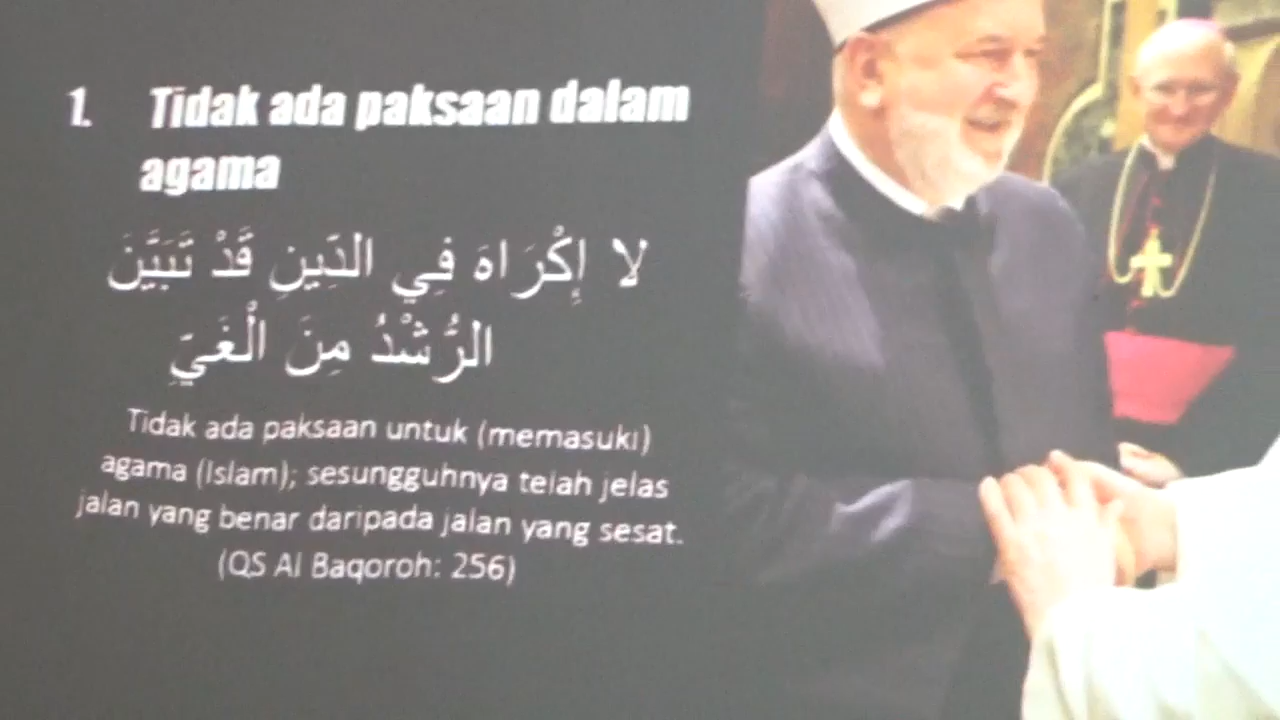 1. Tidak ada paksaan dalam
agama
لا إِكْرَاهَ فِي الدِّينِ قَدْ تَبَيَّنَ
الرُّشْدُ مِنَ الْغَيِّ
Tidak ada paksaan untuk (memasuki)
agama (Islam); sesungguhnya telah jelas
jalan yang benar daripada jalan yang sesat.
(QS Al Baqoroh: 256)